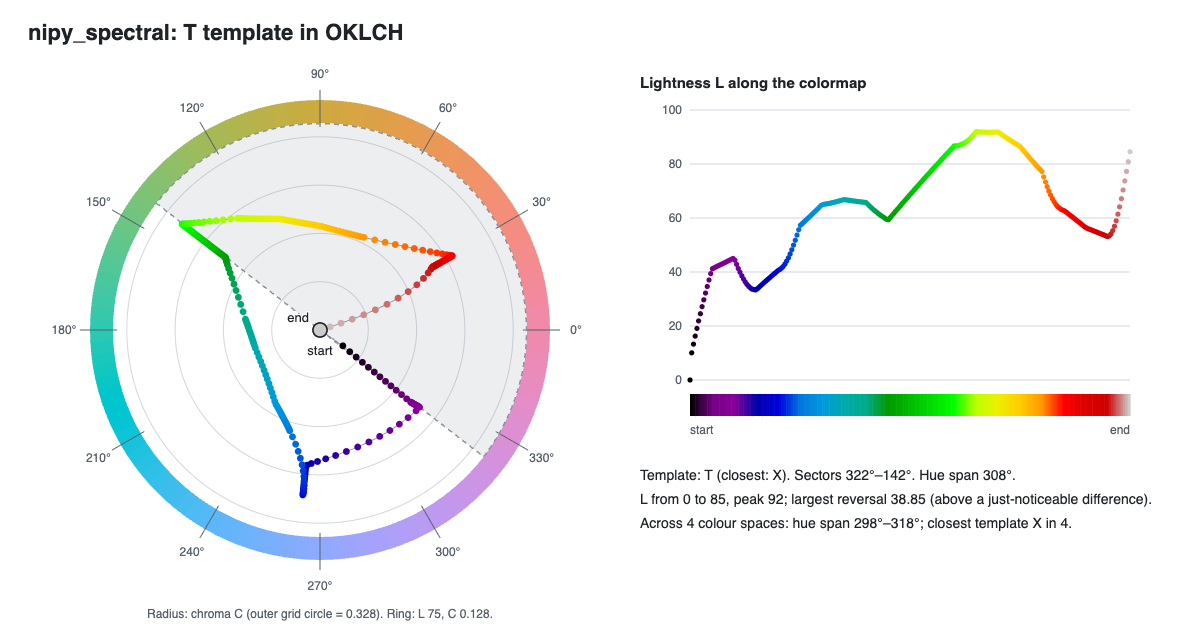 nipy_spectral: T template in OKLCH
90°
120°
60°
150°
30°
180°
0°
end
start
210°
330°
240°
300°
270°
Radius: chroma C (outer grid circle = 0.328). Ring: L 75, C 0.128.
Lightness L along the colormap
100
80
60
40
20
0
start
end
Template: T (closest: X). Sectors 322°–142°. Hue span 308°.
L from 0 to 85, peak 92; largest reversal 38.85 (above a just-noticeable difference).
Across 4 colour spaces: hue span 298°–318°; closest template X in 4.